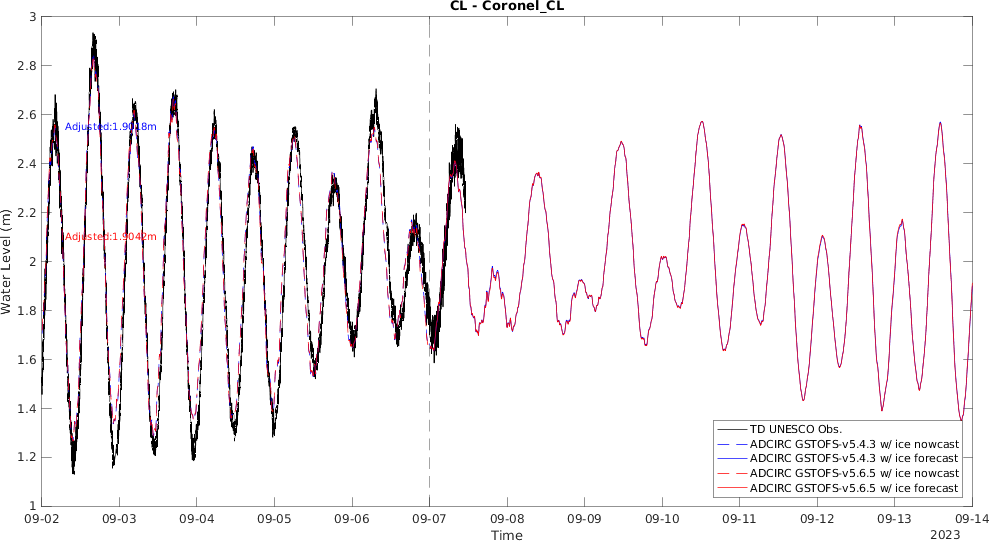 CL - Coronel_CL
3
2.8
2.6
2.4
2.2
2
1.8
1.6
1.4
1.2
1
Water Level (m)
Adjusted:1.9018m
Adjusted:1.9042m
TD UNESCO Obs.
ADCIRC GSTOFS-v5.4.3 w/ ice nowcast
ADCIRC GSTOFS-v5.4.3 w/ ice forecast
ADCIRC GSTOFS-v5.6.5 w/ ice nowcast
ADCIRC GSTOFS-v5.6.5 w/ ice forecast
09-02 09-03 09-04 09-05 09-06 09-07 09-08 09-09 09-10 09-11 09-12 09-13 09-14
Time
2023